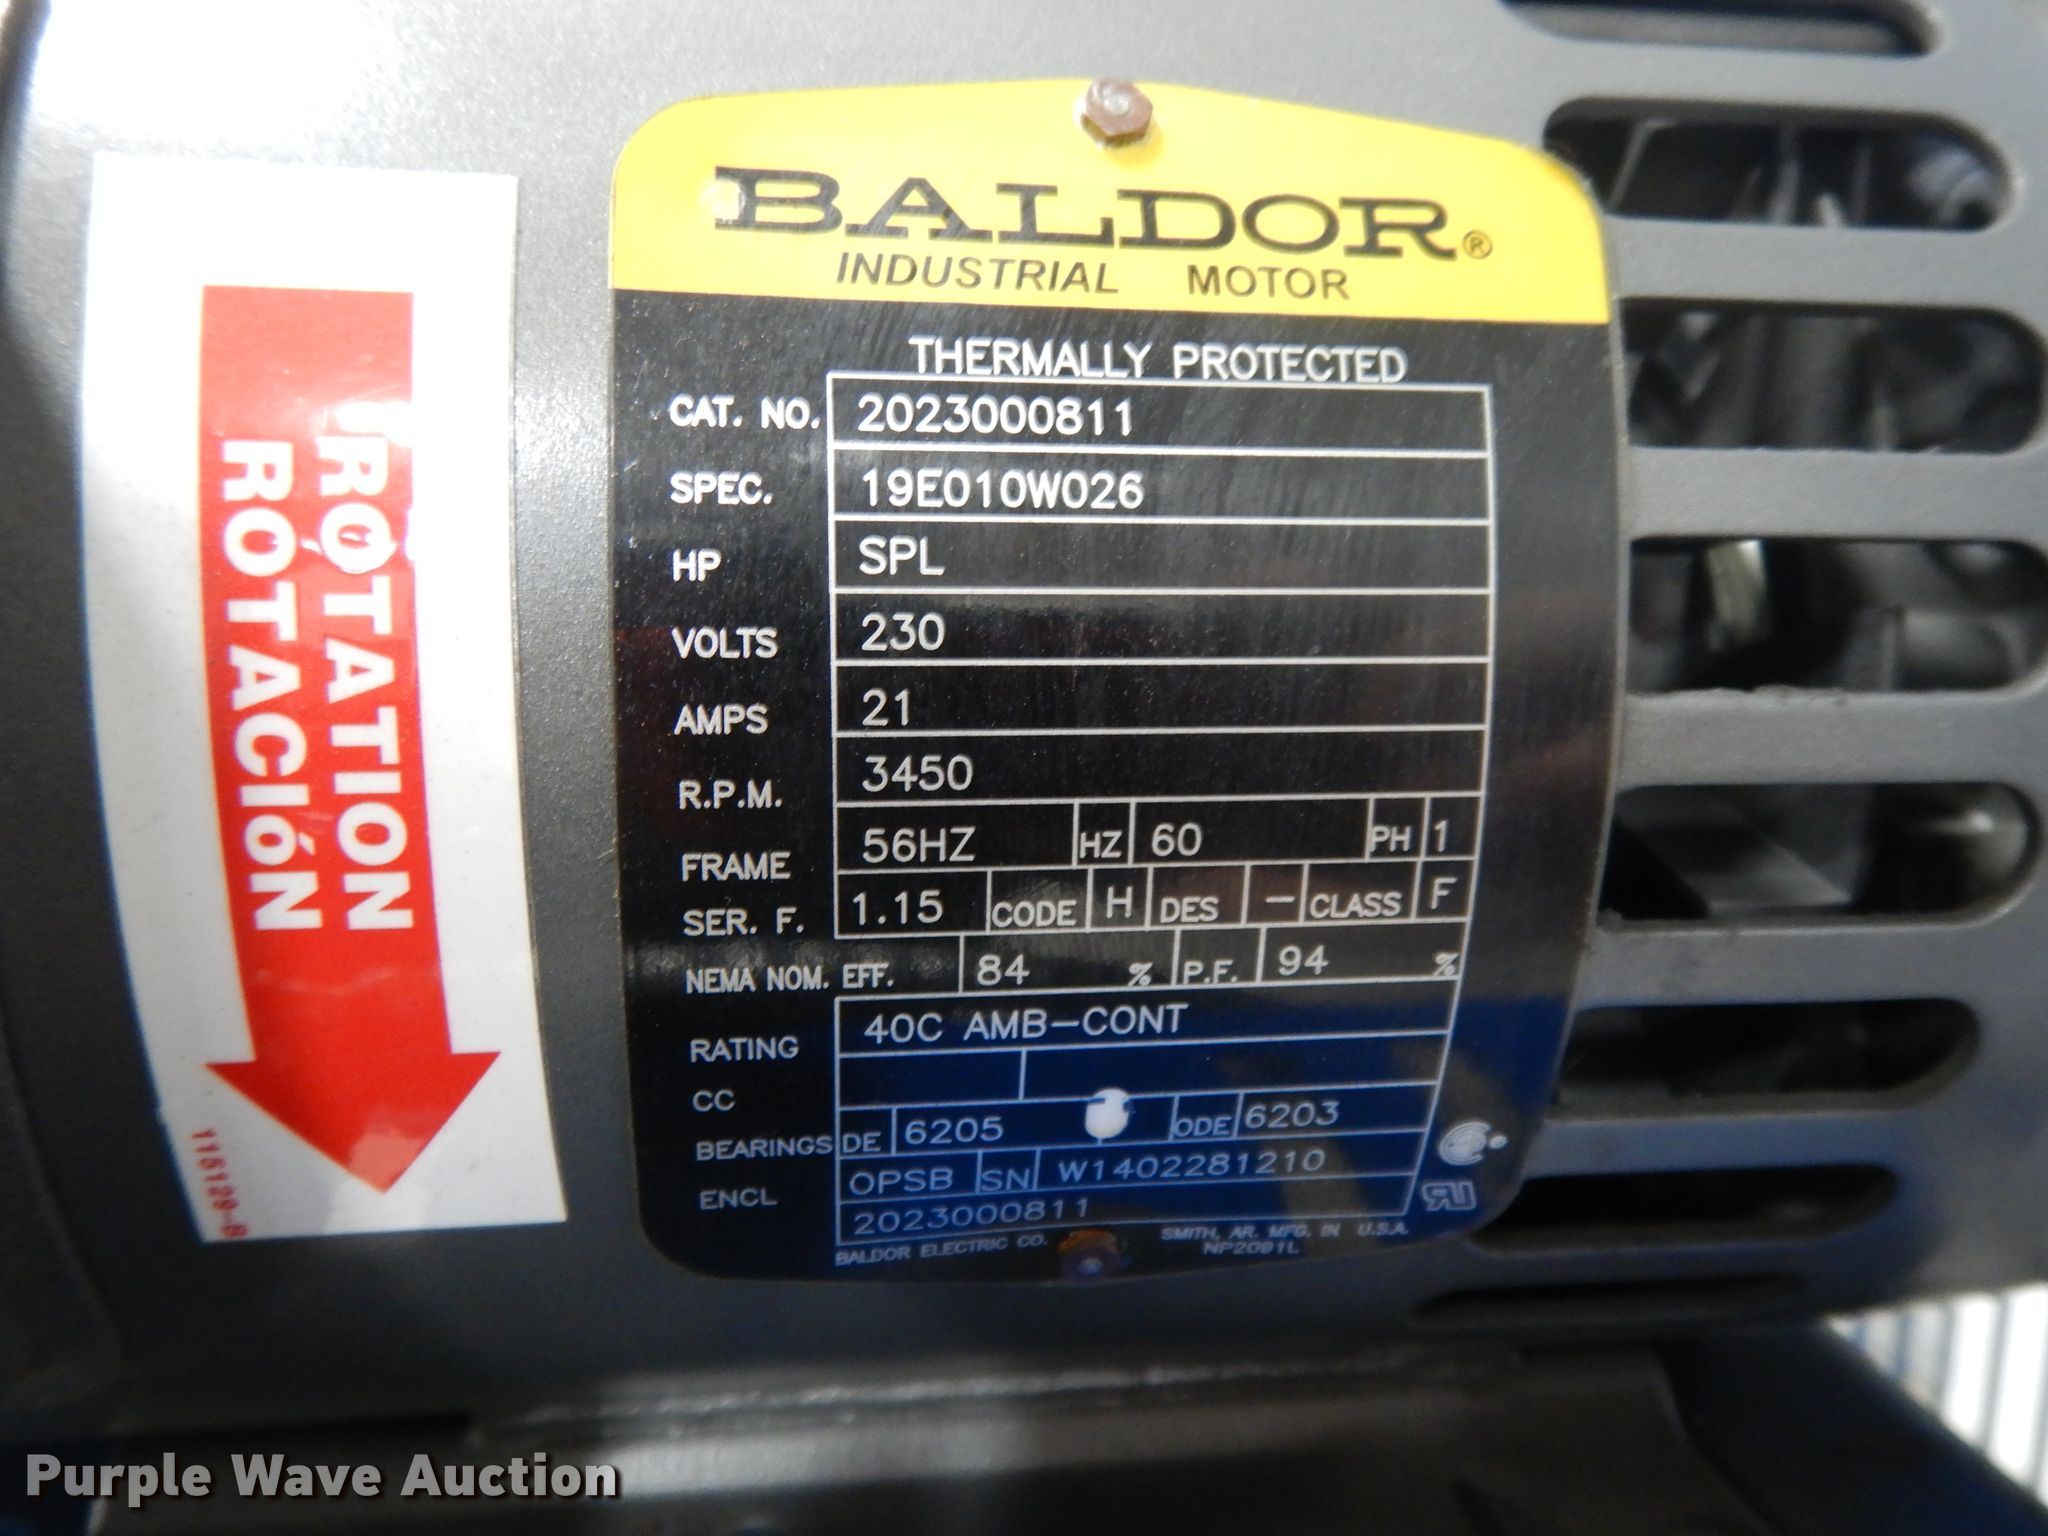 BALDOR®
INDUSTRIAL MOTOR
THERMALLY PROTECTED
CAT. NO. 2023000811
SPEC. 19E010W026
HP SPL
VOLTS 230
AMPS 21
R.P.M. 3450
FRAME 56HZ HZ 60 PH 1
SER. F. 1.15 CODE H DES - CLASS F
NEMA NOM. EFF. 84 % P.F. 94 %
RATING 40C AMB-CONT
CC
BEARINGS DE 6205 ODE 6203
ENCL OPSB SN W1402281210
2023000811
BALDOR ELECTRIC CO. FT. SMITH, AR. MFG. IN U.S.A.
NP2091L
ROTATION
ROTACIÓN
115129-8
Purple Wave Auction